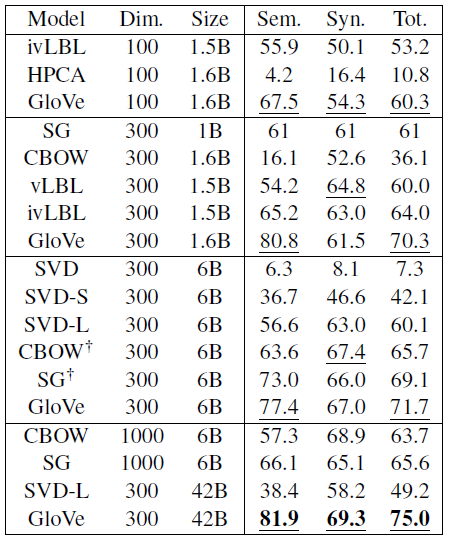 Model Dim. Size Sem. Syn. Tot.
ivLBL 100 1.5B 55.9 50.1 53.2
HPCA 100 1.6B 4.2 16.4 10.8
GloVe 100 1.6B 67.5 54.3 60.3
SG 300 1B 61 61 61
CBOW 300 1.6B 16.1 52.6 36.1
vLBL 300 1.5B 54.2 64.8 60.0
ivLBL 300 1.5B 65.2 63.0 64.0
GloVe 300 1.6B 80.8 61.5 70.3
SVD 300 6B 6.3 8.1 7.3
SVD-S 300 6B 36.7 46.6 42.1
SVD-L 300 6B 56.6 63.0 60.1
CBOW† 300 6B 63.6 67.4 65.7
SG† 300 6B 73.0 66.0 69.1
GloVe 300 6B 77.4 67.0 71.7
CBOW 1000 6B 57.3 68.9 63.7
SG 1000 6B 66.1 65.1 65.6
SVD-L 300 42B 38.4 58.2 49.2
GloVe 300 42B 81.9 69.3 75.0